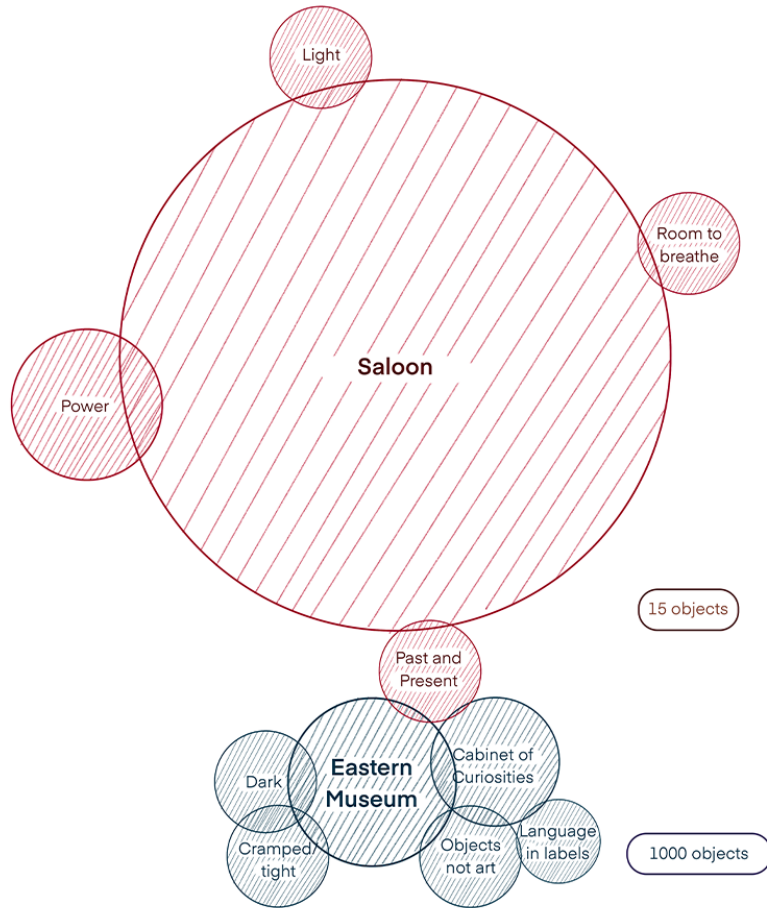 Light
Room to
breathe
Saloon
Power
15 objects
Past and
Present
Cabinet of
Curiosities
Eastern
Museum
Dark
Language
in labels
Objects
not art
Cramped
tight
1000 objects